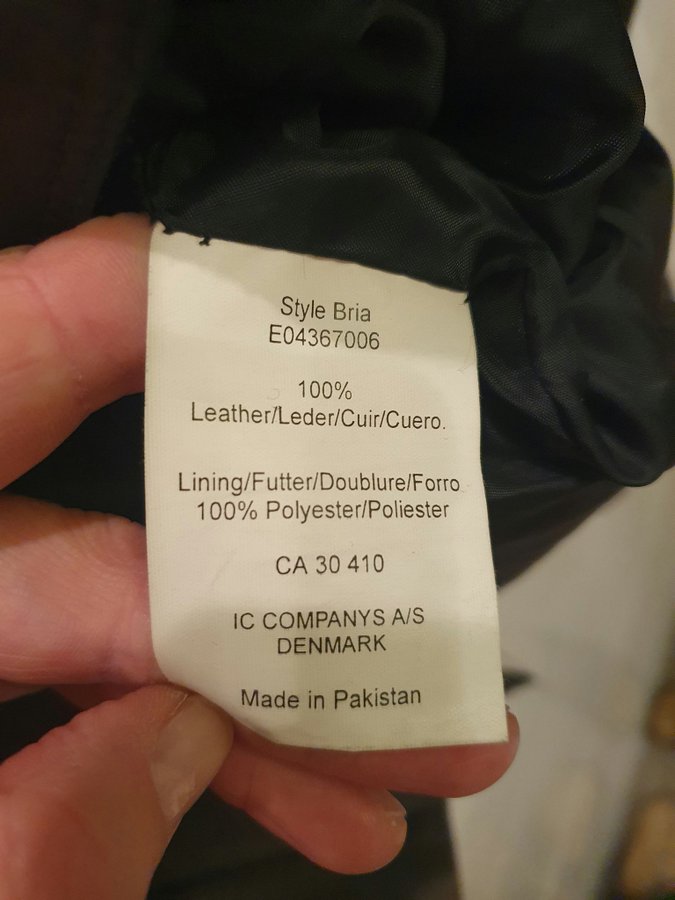 Style Bria
E04367006
100%
Leather/Leder/Cuir/Cuero.
Lining/Futter/Doublure/Forro
100% Polyester/Poliester
CA 30 410
IC COMPANYS A/S
DENMARK
Made in Pakistan